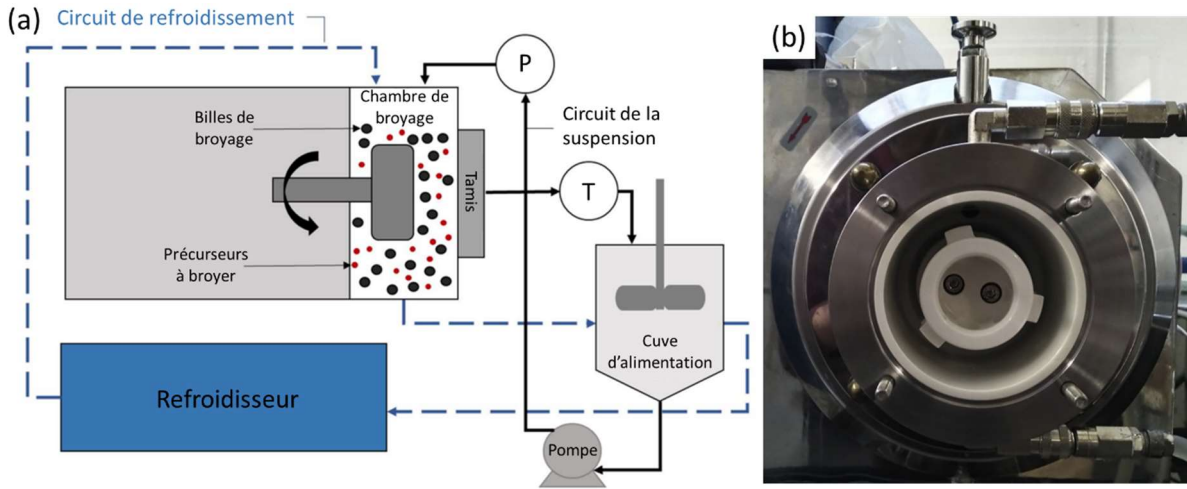 (a)
Circuit de refroidissement
(b)
P
Chambre de
broyage
Billes de
broyage
Circuit de la
suspension
Tamis
T
Précurseurs
à broyer
Cuve
d'alimentation
Refroidisseur
Pompe